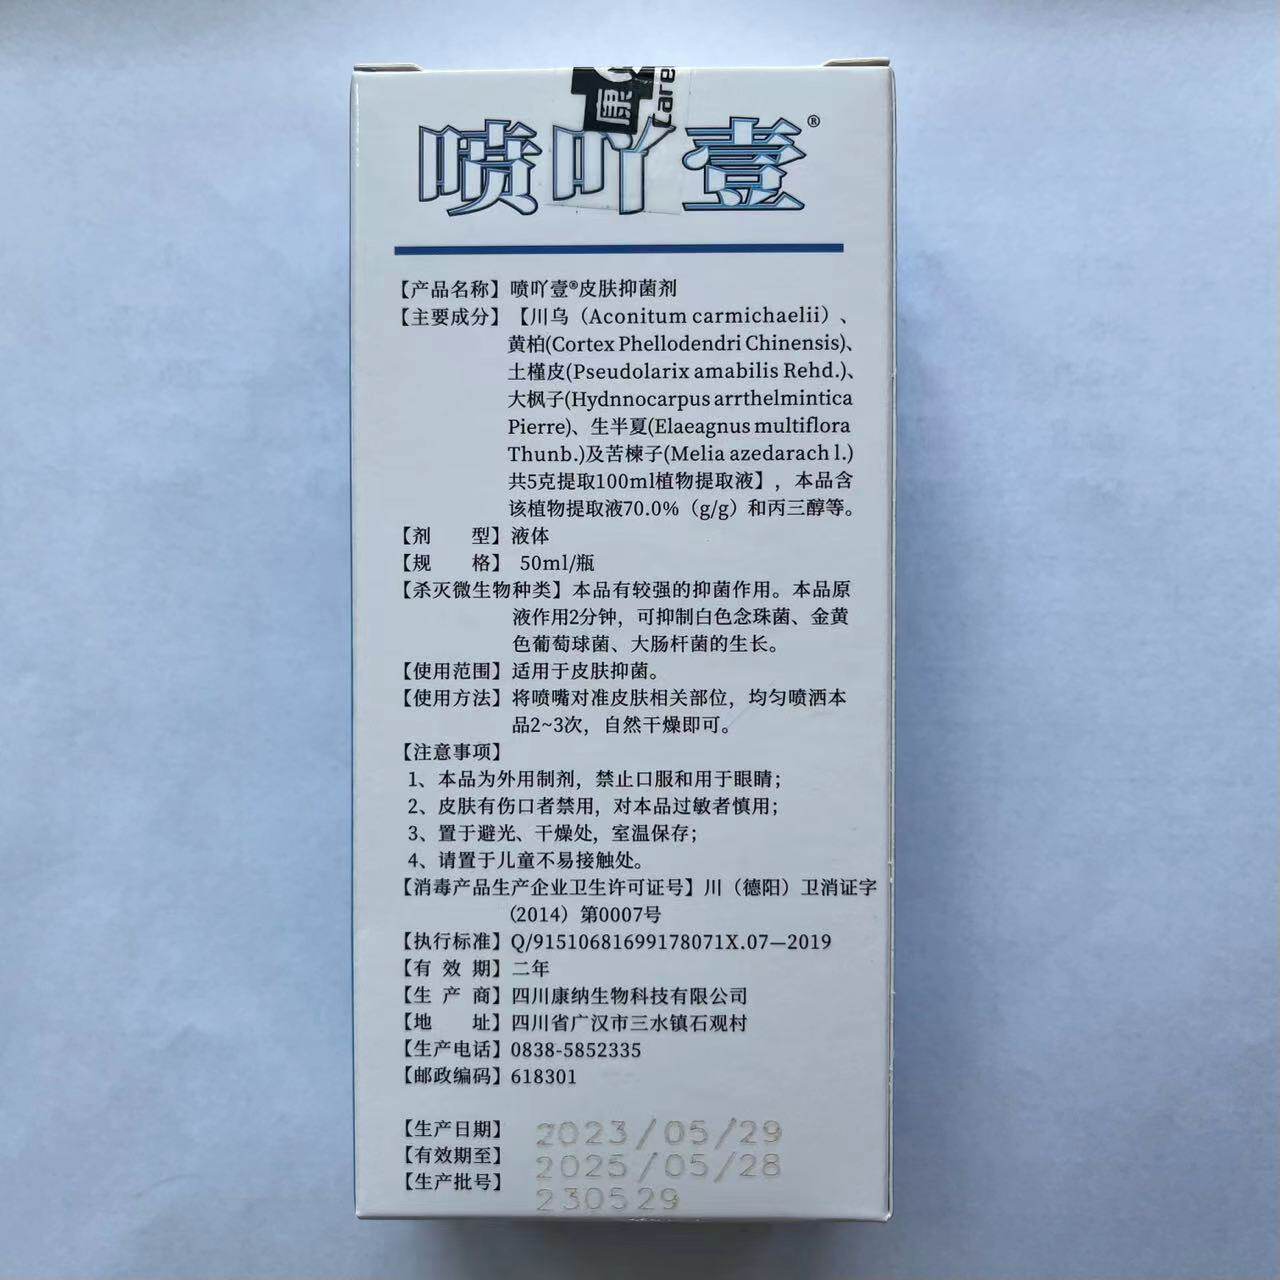 康
Care
喷吖壹®
【产品名称】喷吖壹®皮肤抑菌剂
【主要成分】【川乌（Aconitum carmichaelii）、
黄柏(Cortex Phellodendri Chinensis)、
土槿皮(Pseudolarix amabilis Rehd.)、
大枫子(Hydnnocarpus arrthelmintica
Pierre)、生半夏(Elaeagnus multiflora
Thunb.)及苦楝子(Melia azedarach l.)
共5克提取100ml植物提取液】，本品含
该植物提取液70.0%（g/g）和丙三醇等。
【剂 型】液体
【规 格】 50ml/瓶
【杀灭微生物种类】本品有较强的抑菌作用。本品原
液作用2分钟，可抑制白色念珠菌、金黄
色葡萄球菌、大肠杆菌的生长。
【使用范围】适用于皮肤抑菌。
【使用方法】将喷嘴对准皮肤相关部位，均匀喷洒本
品2~3次，自然干燥即可。
【注意事项】
1、本品为外用制剂，禁止口服和用于眼睛；
2、皮肤有伤口者禁用，对本品过敏者慎用；
3、置于避光、干燥处，室温保存；
4、请置于儿童不易接触处。
【消毒产品生产企业卫生许可证号】川（德阳）卫消证字
(2014）第0007号
【执行标准】Q/91510681699178071X.07—2019
【有 效 期】二年
【生 产 商】四川康纳生物科技有限公司
【地 址】四川省广汉市三水镇石观村
【生产电话】0838-5852335
【邮政编码】618301
【生产日期】 2023/05/29
【有效期至】 2025/05/28
【生产批号】 230529